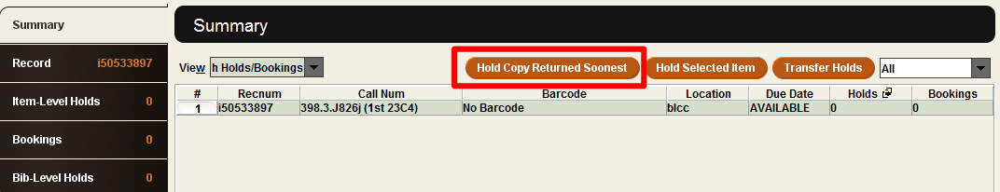 Summary
Record i50533897
Item-Level Holds 0
Bookings 0
Bib-Level Holds 0
Summary
View h Holds/Bookings Hold Copy Returned Soonest Hold Selected Item Transfer Holds All
# Recnum Call Num Barcode Location Due Date Holds Bookings
1 i50533897 398.3.J826j (1st 23C4) No Barcode blcc AVAILABLE 0 0